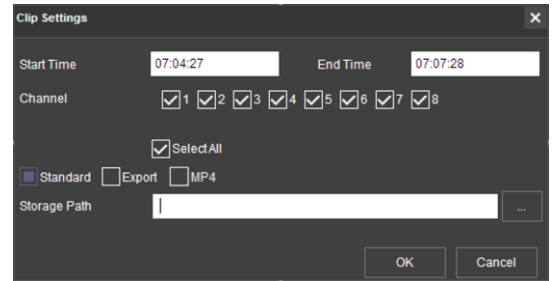 Clip Settings
Start Time 07:04:27 End Time 07:07:28
Channel 1 2 3 4 5 6 7 8
Select All
Standard Export MP4
Storage Path ...
OK Cancel